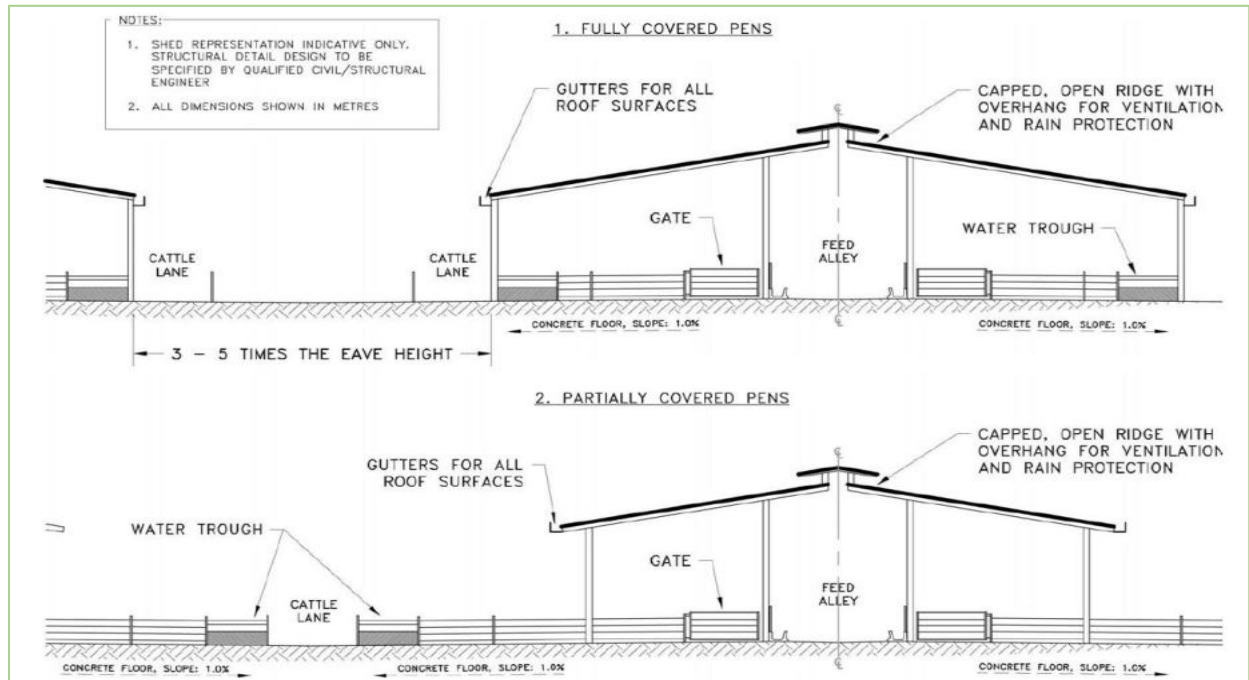 NOTES:
1. SHED REPRESENTATION INDICATIVE ONLY,
STRUCTURAL DETAIL DESIGN TO BE
SPECIFIED BY QUALIFIED CIVIL/STRUCTURAL
ENGINEER
2. ALL DIMENSIONS SHOWN IN METRES
1. FULLY COVERED PENS
GUTTERS FOR ALL
ROOF SURFACES
CAPPED, OPEN RIDGE WITH
OVERHANG FOR VENTILATION
AND RAIN PROTECTION
℄
CATTLE
LANE
CATTLE
LANE
GATE
FEED
ALLEY
WATER TROUGH
℄
CONCRETE FLOOR, SLOPE: 1.0%
CONCRETE FLOOR, SLOPE: 1.0%
3 - 5 TIMES THE EAVE HEIGHT
2. PARTIALLY COVERED PENS
GUTTERS FOR ALL
ROOF SURFACES
CAPPED, OPEN RIDGE WITH
OVERHANG FOR VENTILATION
AND RAIN PROTECTION
℄
WATER TROUGH
CATTLE
LANE
GATE
FEED
ALLEY
℄
CONCRETE FLOOR, SLOPE: 1.0%
CONCRETE FLOOR, SLOPE: 1.0%
CONCRETE FLOOR, SLOPE: 1.0%